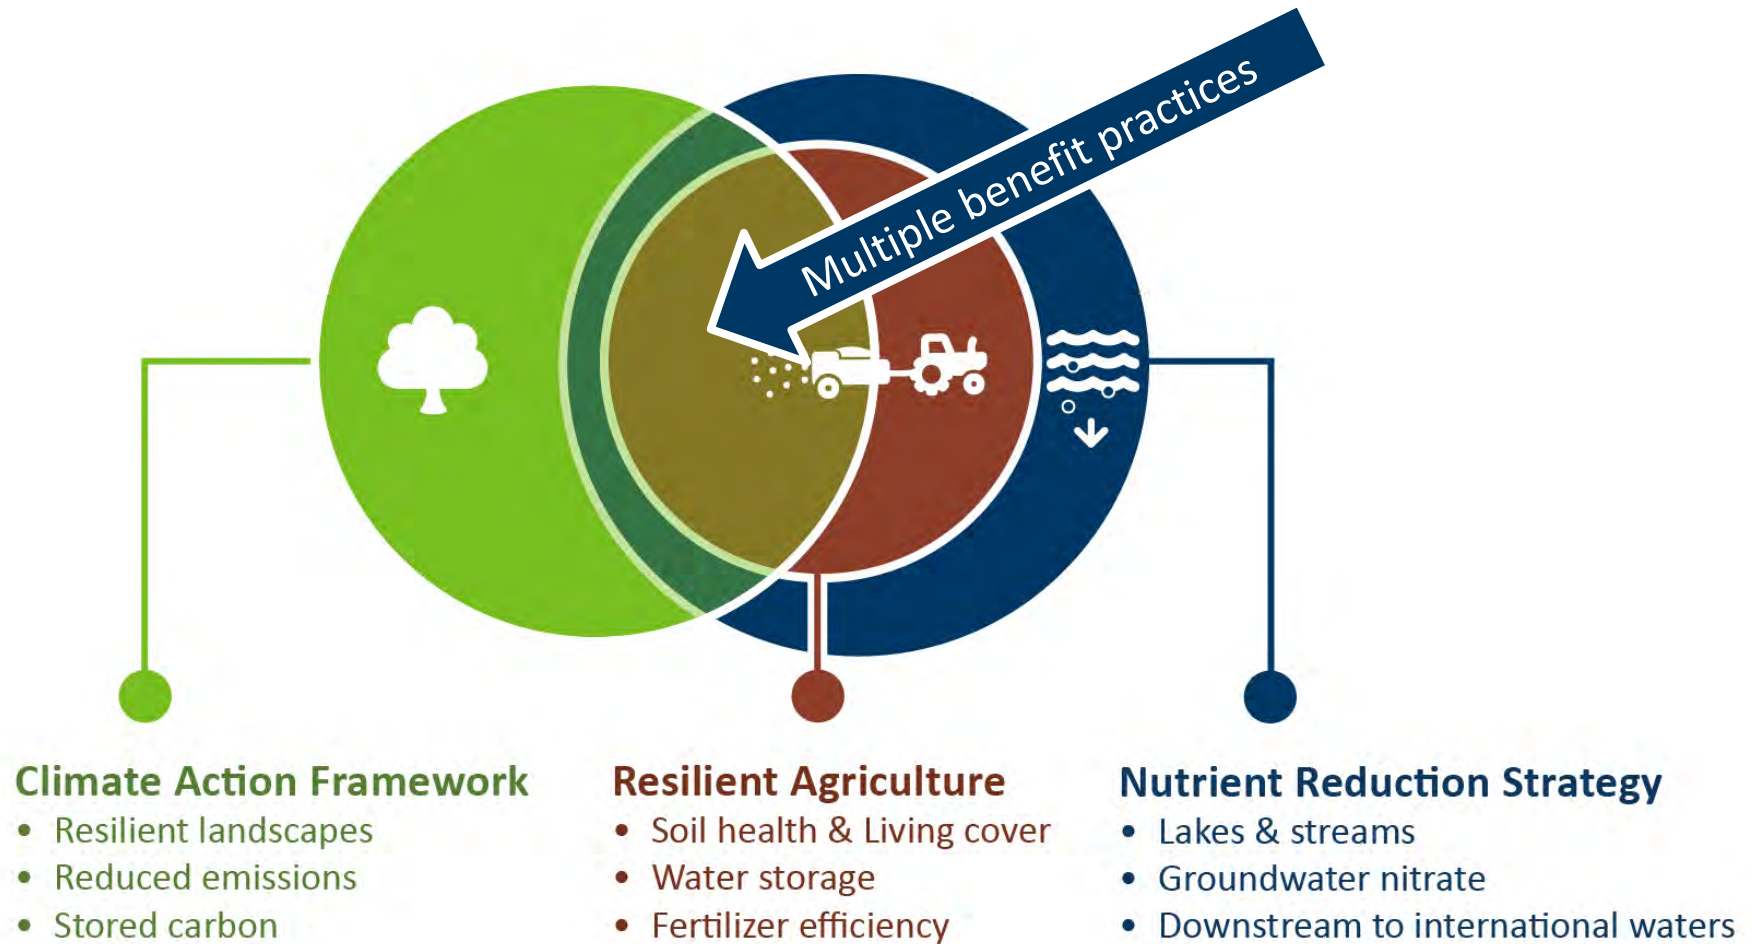 Multiple benefit practices
Climate Action Framework
• Resilient landscapes
• Reduced emissions
• Stored carbon
Resilient Agriculture
• Soil health & Living cover
• Water storage
• Fertilizer efficiency
Nutrient Reduction Strategy
• Lakes & streams
• Groundwater nitrate
• Downstream to international waters